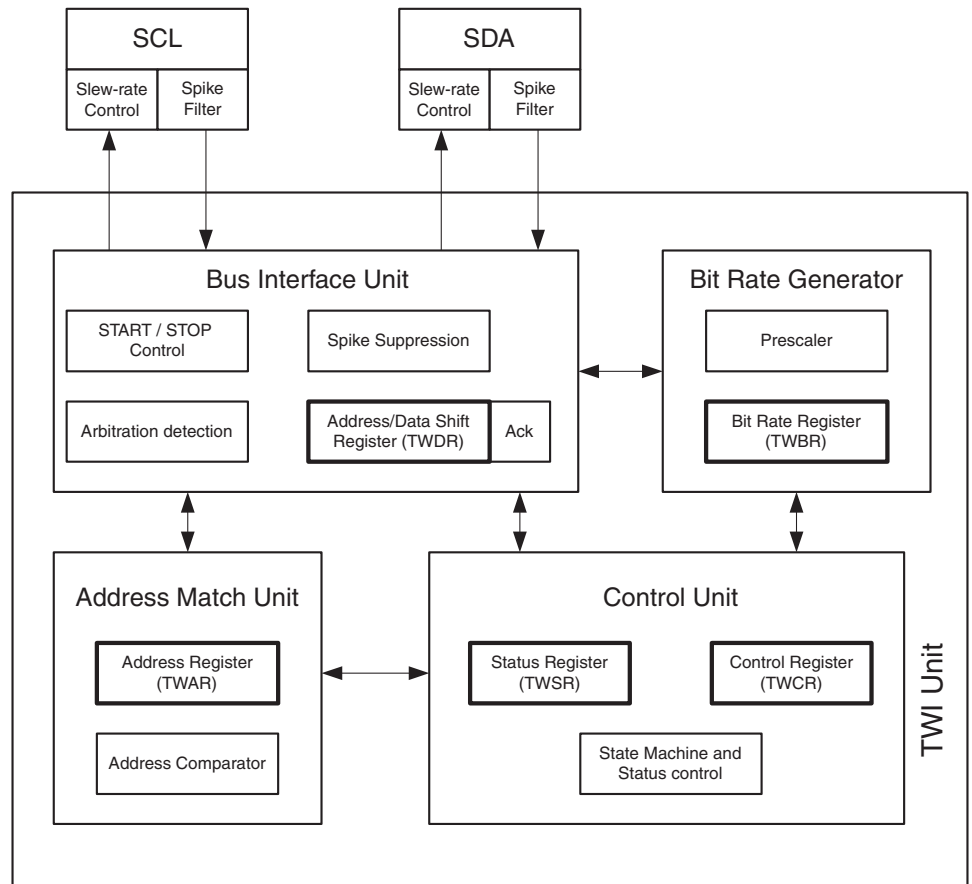 SCL
Slew-rate
Control
Spike
Filter
SDA
Slew-rate
Control
Spike
Filter
Bus Interface Unit
START / STOP
Control
Spike Suppression
Arbitration detection
Address/Data Shift
Register (TWDR)
Ack
Bit Rate Generator
Prescaler
Bit Rate Register
(TWBR)
Address Match Unit
Address Register
(TWAR)
Address Comparator
Control Unit
Status Register
(TWSR)
Control Register
(TWCR)
State Machine and
Status control
TWI Unit